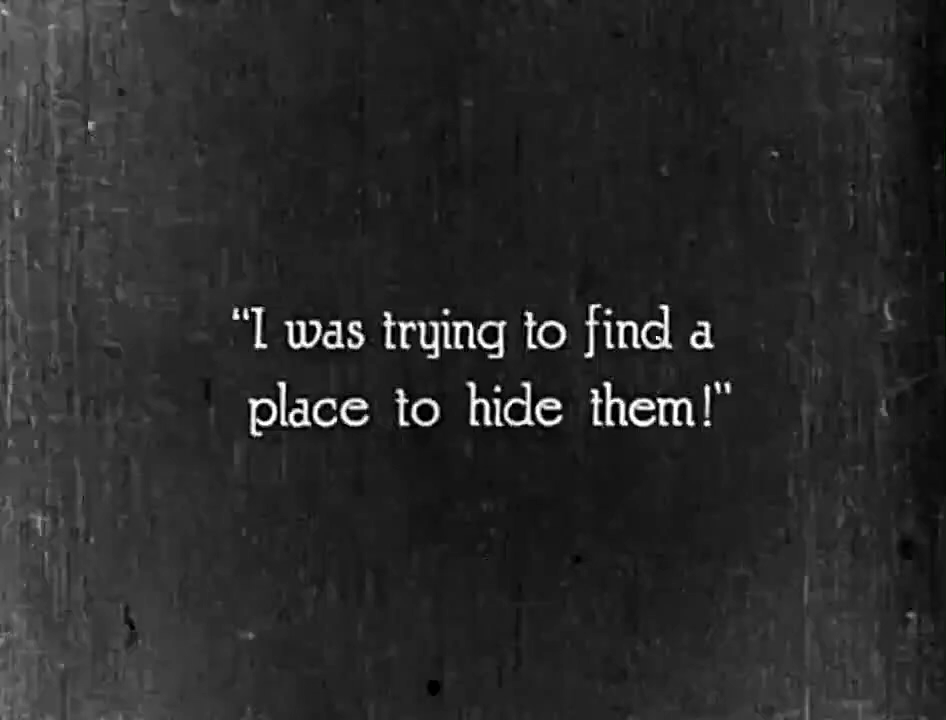 “I was trying to find a
place to hide them!”